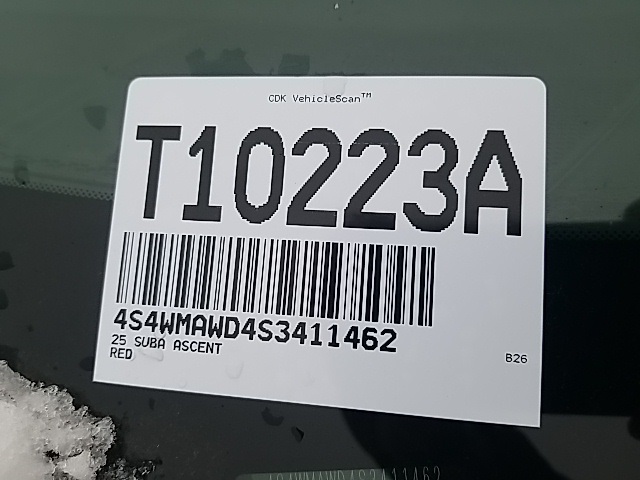 CDK VehicleScan™
T10223A
4S4WMAWD4S3411462
25 SUBA ASCENT
RED
B26